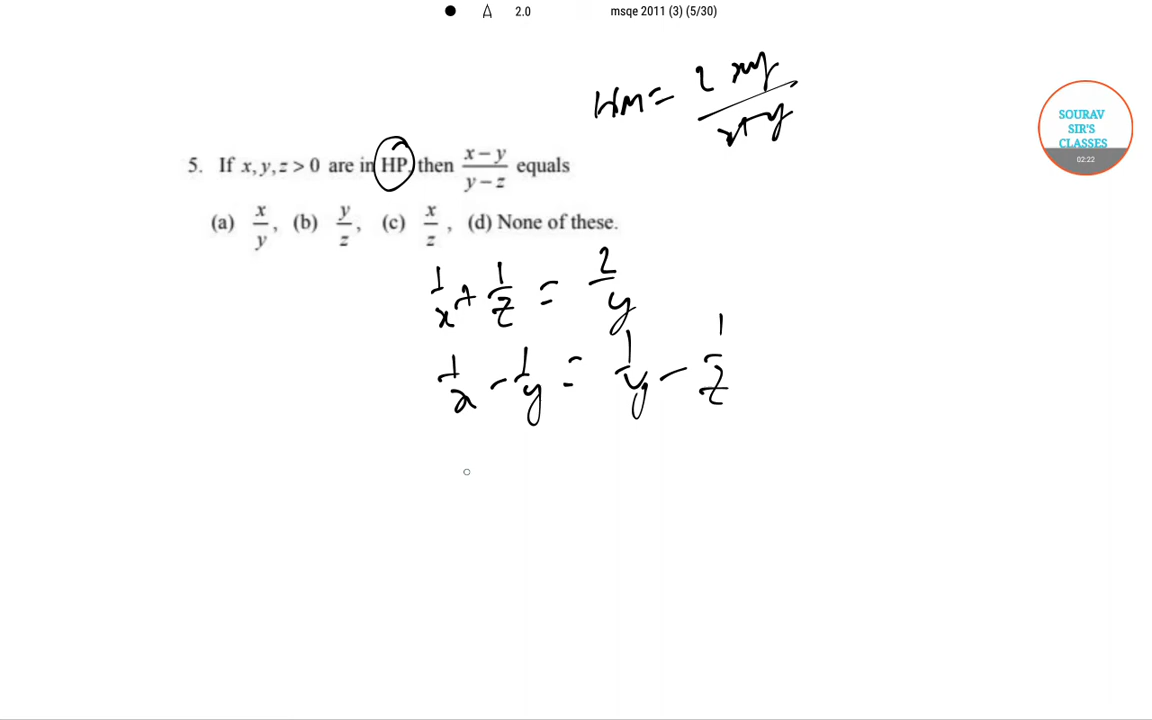 A 2.0 msqe 2011 (3) (5/30)
HM = 2xy/x+y
SOURAV
SIR'S
CLASSES
02:22
5. If x, y, z > 0 are in HP, then x−y/y−z equals
(a) x/y, (b) y/z, (c) x/z, (d) None of these.
1/x + 1/z = 2/y
1/x - 1/y = 1/y - 1/z